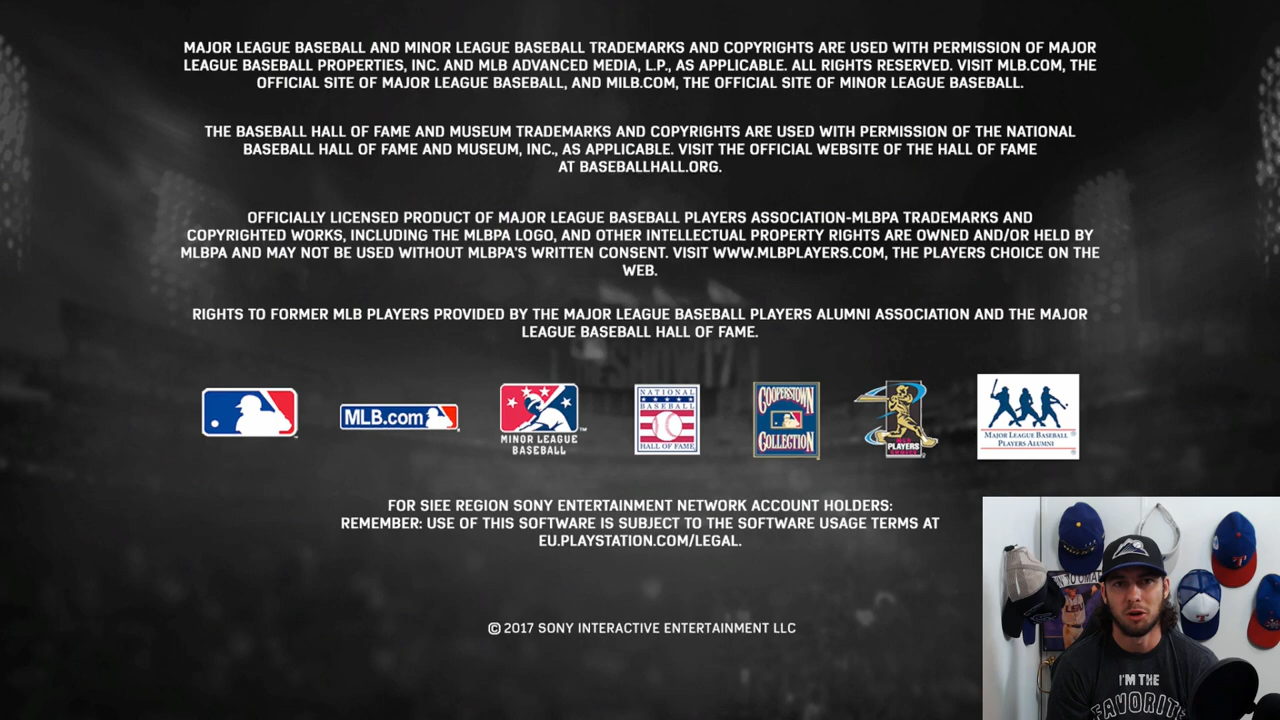 MAJOR LEAGUE BASEBALL AND MINOR LEAGUE BASEBALL TRADEMARKS AND COPYRIGHTS ARE USED WITH PERMISSION OF MAJOR
LEAGUE BASEBALL PROPERTIES, INC. AND MLB ADVANCED MEDIA, L.P., AS APPLICABLE. ALL RIGHTS RESERVED. VISIT MLB.COM, THE
OFFICIAL SITE OF MAJOR LEAGUE BASEBALL, AND MILB.COM, THE OFFICIAL SITE OF MINOR LEAGUE BASEBALL.
THE BASEBALL HALL OF FAME AND MUSEUM TRADEMARKS AND COPYRIGHTS ARE USED WITH PERMISSION OF THE NATIONAL
BASEBALL HALL OF FAME AND MUSEUM, INC., AS APPLICABLE. VISIT THE OFFICIAL WEBSITE OF THE HALL OF FAME
AT BASEBALLHALL.ORG.
OFFICIALLY LICENSED PRODUCT OF MAJOR LEAGUE BASEBALL PLAYERS ASSOCIATION-MLBPA TRADEMARKS AND
COPYRIGHTED WORKS, INCLUDING THE MLBPA LOGO, AND OTHER INTELLECTUAL PROPERTY RIGHTS ARE OWNED AND/OR HELD BY
MLBPA AND MAY NOT BE USED WITHOUT MLBPA'S WRITTEN CONSENT. VISIT WWW.MLBPLAYERS.COM, THE PLAYERS CHOICE ON THE
WEB.
RIGHTS TO FORMER MLB PLAYERS PROVIDED BY THE MAJOR LEAGUE BASEBALL PLAYERS ALUMNI ASSOCIATION AND THE MAJOR
LEAGUE BASEBALL HALL OF FAME.
MLB.com
MINOR LEAGUE
BASEBALL
NATIONAL
BASEBALL
HALL OF FAME
COOPERSTOWN
COLLECTION
PLAYERS
CHOICE
MAJOR LEAGUE BASEBALL
PLAYERS ALUMNI
FOR SIEE REGION SONY ENTERTAINMENT NETWORK ACCOUNT HOLDERS:
REMEMBER: USE OF THIS SOFTWARE IS SUBJECT TO THE SOFTWARE USAGE TERMS AT
EU.PLAYSTATION.COM/LEGAL.
© 2017 SONY INTERACTIVE ENTERTAINMENT LLC
LSU
I'M THE
FAVORITE